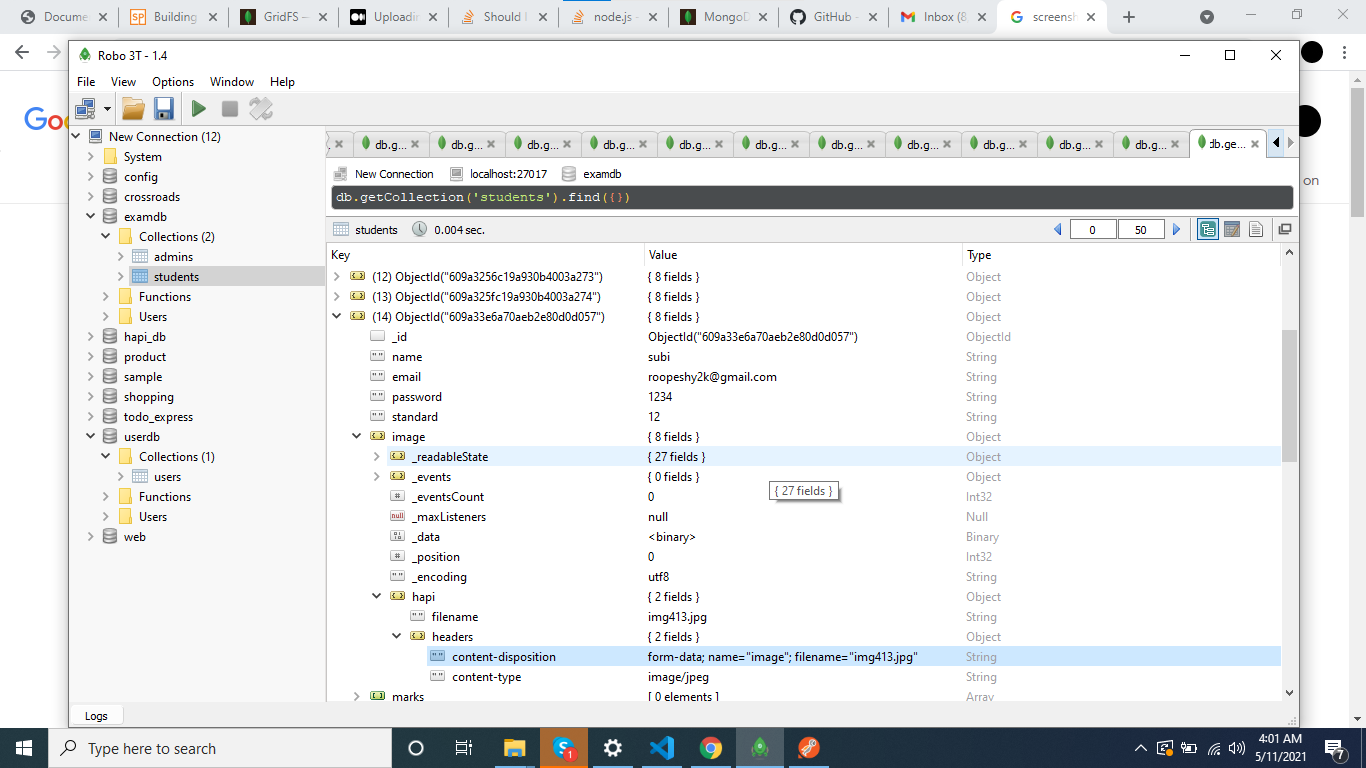 Docume
Building
GridFS –
Uploadin
Should I
node.js -
MongoD
GitHub -
Inbox (8
screensh
Robo 3T - 1.4
File View Options Window Help
Goo
on
New Connection (12)
System
config
crossroads
examdb
Collections (2)
admins
students
Functions
Users
hapi_db
product
sample
shopping
todo_express
userdb
Collections (1)
users
Functions
Users
web
db.g...
db.g...
db.g...
db.g...
db.g...
db.g...
db.g...
db.g...
db.g...
db.g...
db.g...
db.ge...
New Connection localhost:27017 examdb
db.getCollection('students').find({})
students 0.004 sec. 0 50
Key Value Type
(12) ObjectId("609a3256c19a930b4003a273") { 8 fields } Object
(13) ObjectId("609a325fc19a930b4003a274") { 8 fields } Object
(14) ObjectId("609a33e6a70aeb2e80d0d057") { 8 fields } Object
_id ObjectId("609a33e6a70aeb2e80d0d057") ObjectId
name subi String
email roopeshy2k@gmail.com String
password 1234 String
standard 12 String
image { 8 fields } Object
_readableState { 27 fields } Object
_events { 0 fields } Object
{ 27 fields }
_eventsCount 0 Int32
_maxListeners null Null
_data <binary> Binary
_position 0 Int32
_encoding utf8 String
hapi { 2 fields } Object
filename img413.jpg String
headers { 2 fields } Object
content-disposition form-data; name="image"; filename="img413.jpg" String
content-type image/jpeg String
marks [ 0 elements ] Array
Logs
Type here to search
1
4:01 AM
5/11/2021
7